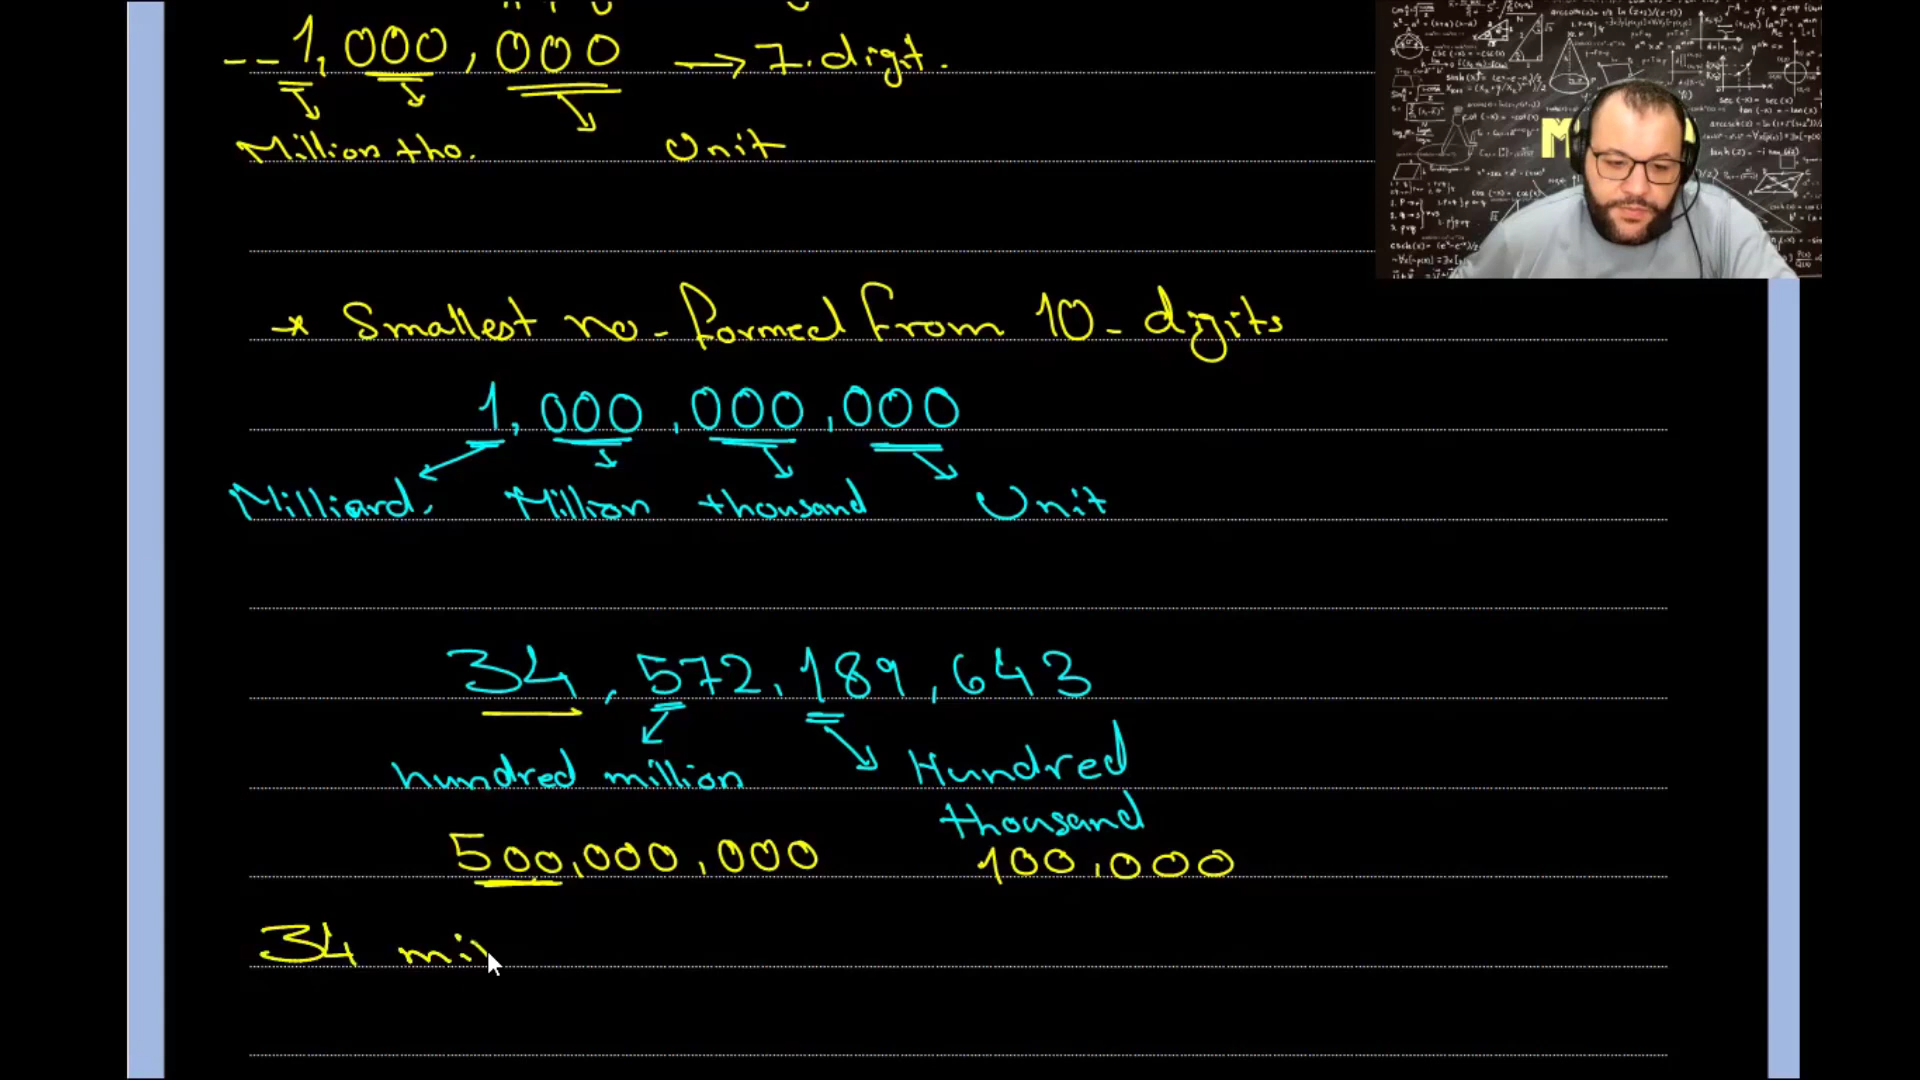 --1,000,000 → 7.digit.
Million tho. Unit
* Smallest no-formed from 10-digits
1,000,000,000
Milliard, Million thousand Unit
34,572,189,643
hundred million Hundred
thousand
500,000,000 100,000
34 mi